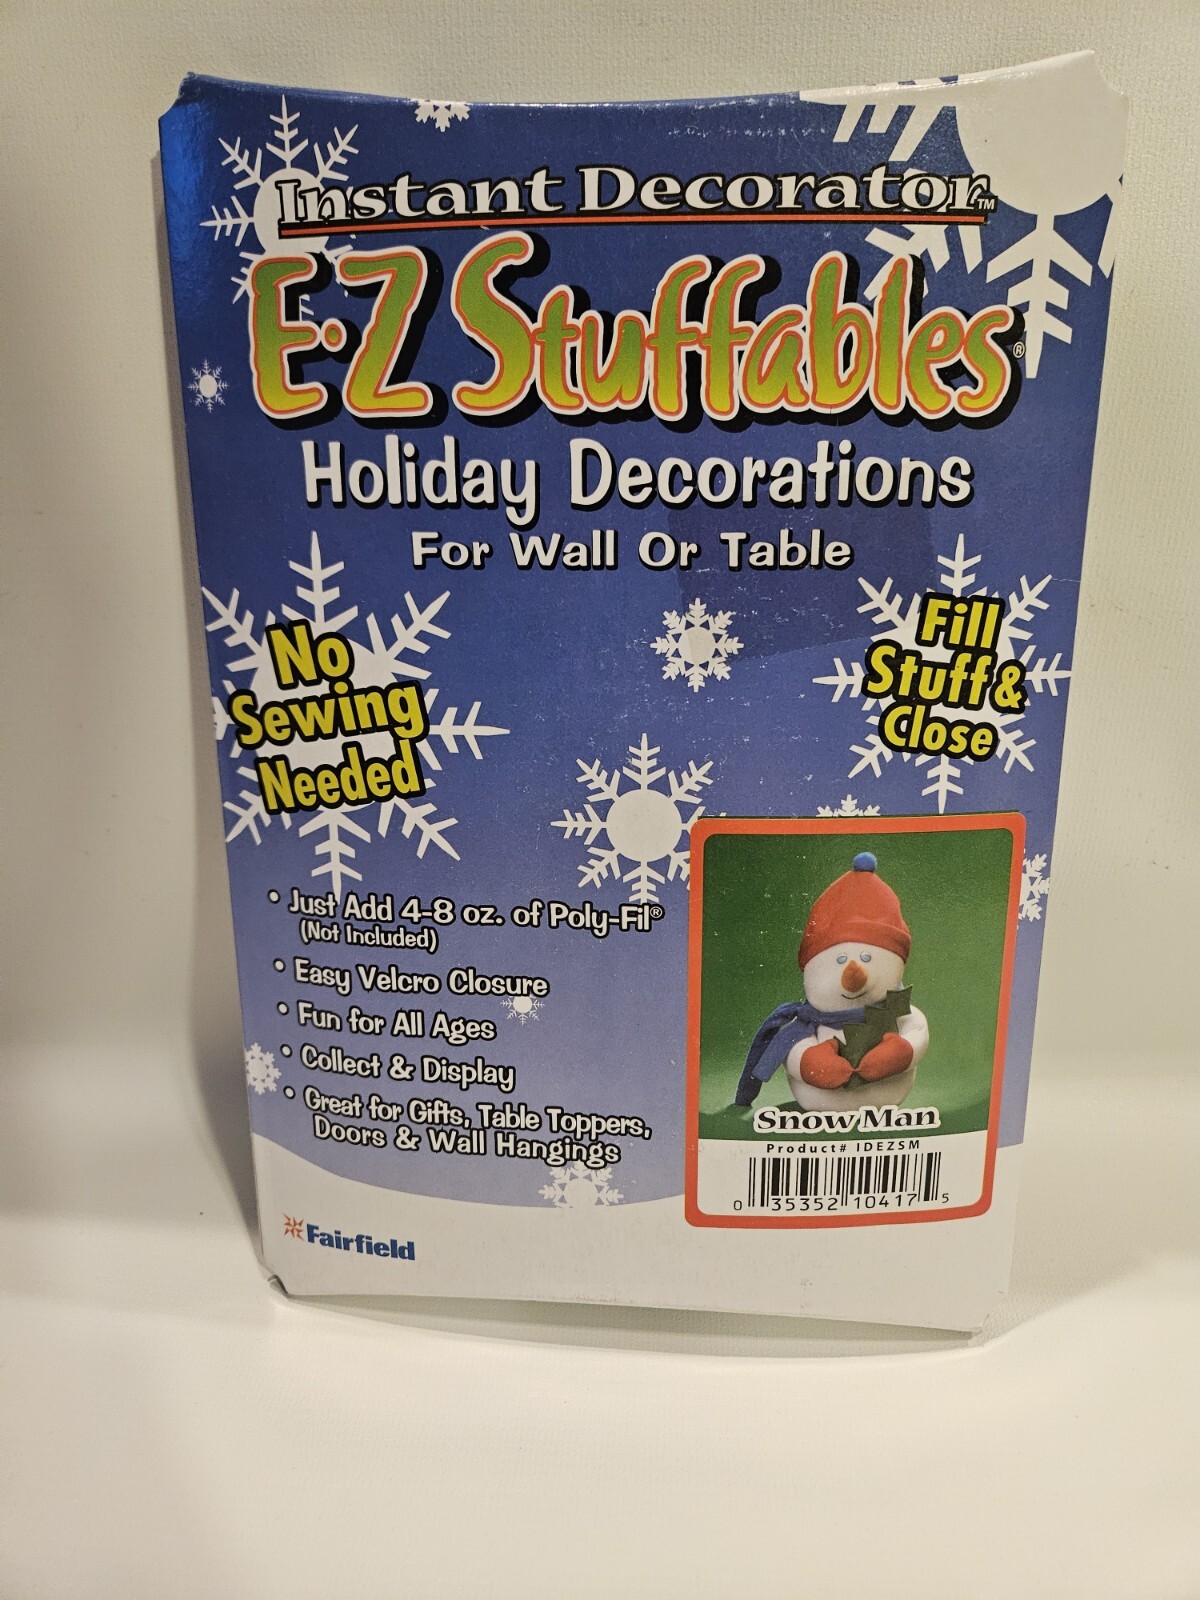 Instant Decorator™
E·Z Stuffables®
Holiday Decorations
For Wall Or Table
No
Sewing
Needed
Fill
Stuff &
Close
• Just Add 4-8 oz. of Poly-Fil®
(Not Included)
• Easy Velcro Closure
• Fun for All Ages
• Collect & Display
• Great for Gifts, Table Toppers,
Doors & Wall Hangings
Snow Man
Product# IDEZSM
0 35352 10417 5
Fairfield